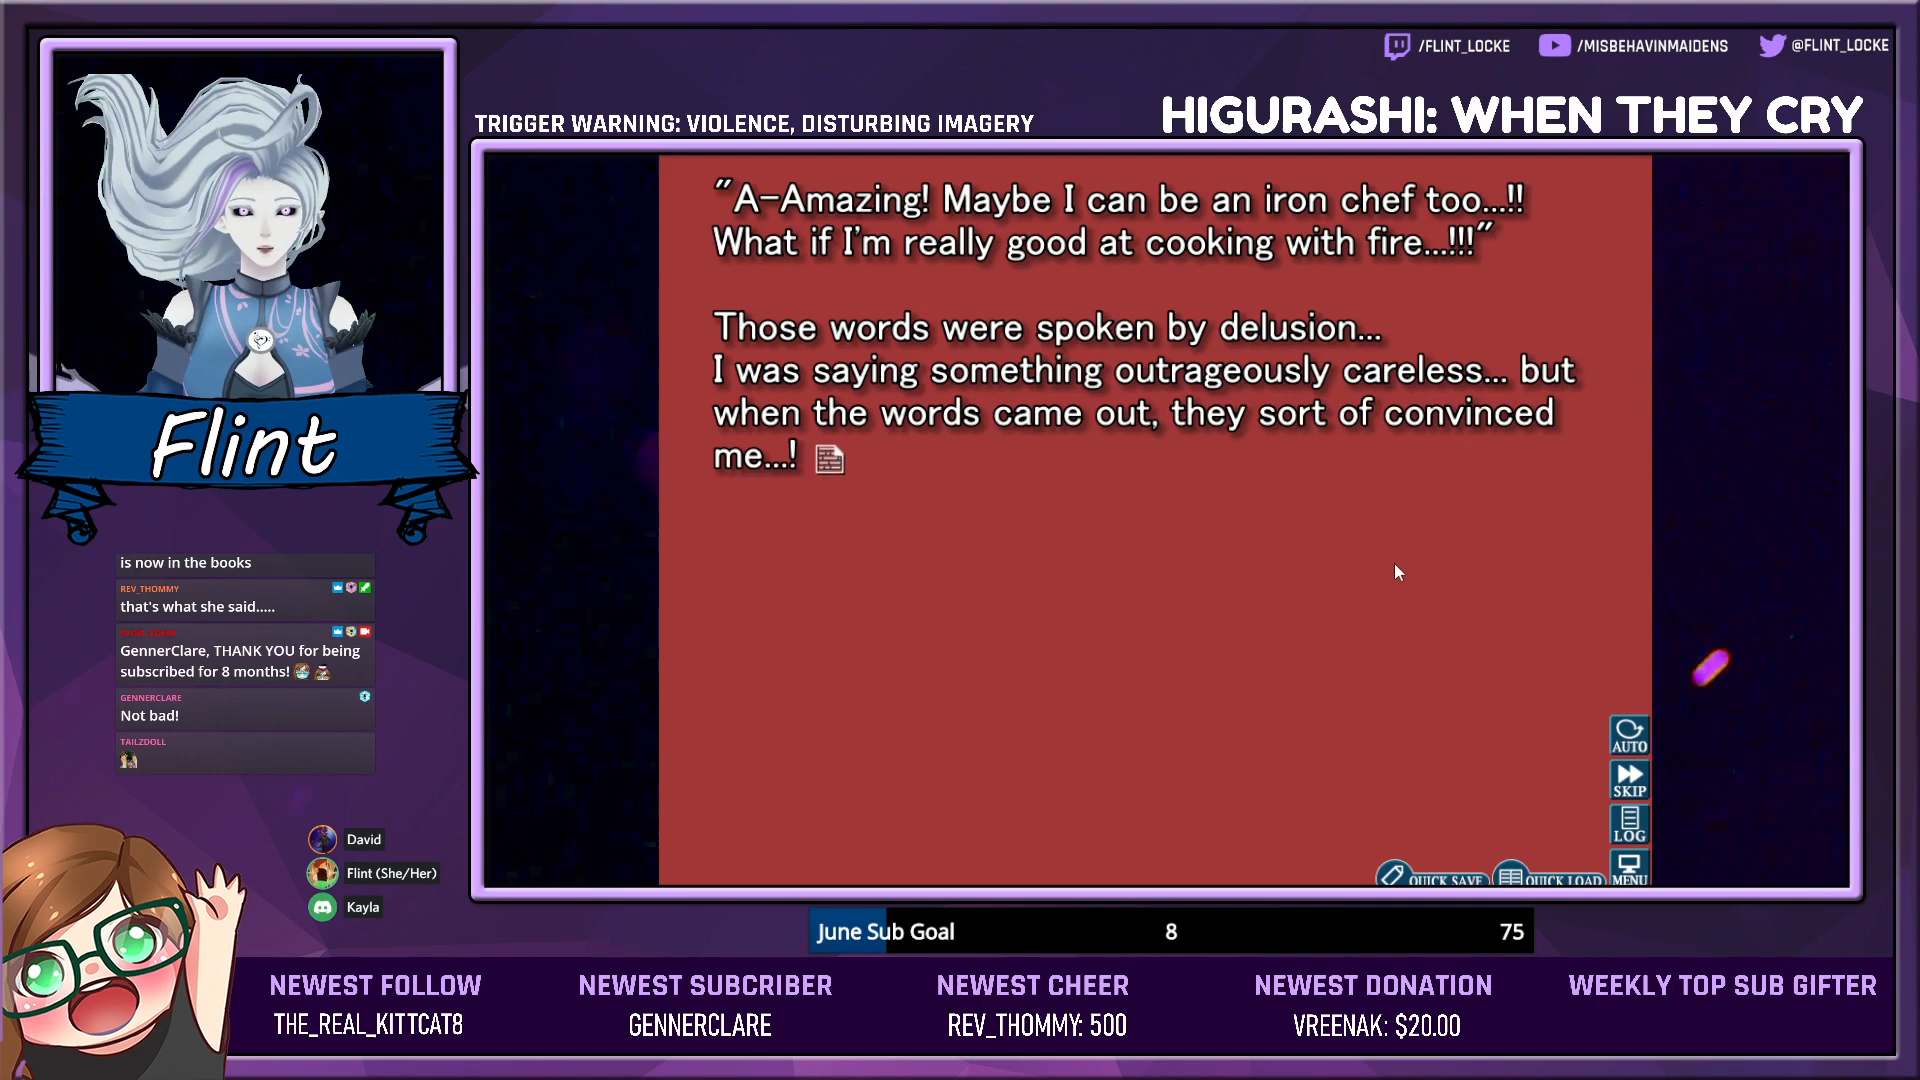 /FLINT_LOCKE
/MISBEHAVINMAIDENS
@FLINT_LOCKE
TRIGGER WARNING: VIOLENCE, DISTURBING IMAGERY
HIGURASHI: WHEN THEY CRY
"A-Amazing! Maybe I can be an iron chef too...!!
What if I'm really good at cooking with fire...!!!"
Those words were spoken by delusion...
I was saying something outrageously careless... but
when the words came out, they sort of convinced
me...!
Flint
is now in the books
REV_THOMMY
that's what she said.....
GennerClare, THANK YOU for being
subscribed for 8 months!
GENNERCLARE
Not bad!
TAILZDOLL
David
Flint (She/Her)
Kayla
AUTO
SKIP
LOG
MENU
QUICK SAVE
QUICK LOAD
June Sub Goal 8 75
NEWEST FOLLOW
THE_REAL_KITTCAT8
NEWEST SUBCRIBER
GENNERCLARE
NEWEST CHEER
REV_THOMMY: 500
NEWEST DONATION
VREENAK: $20.00
WEEKLY TOP SUB GIFTER